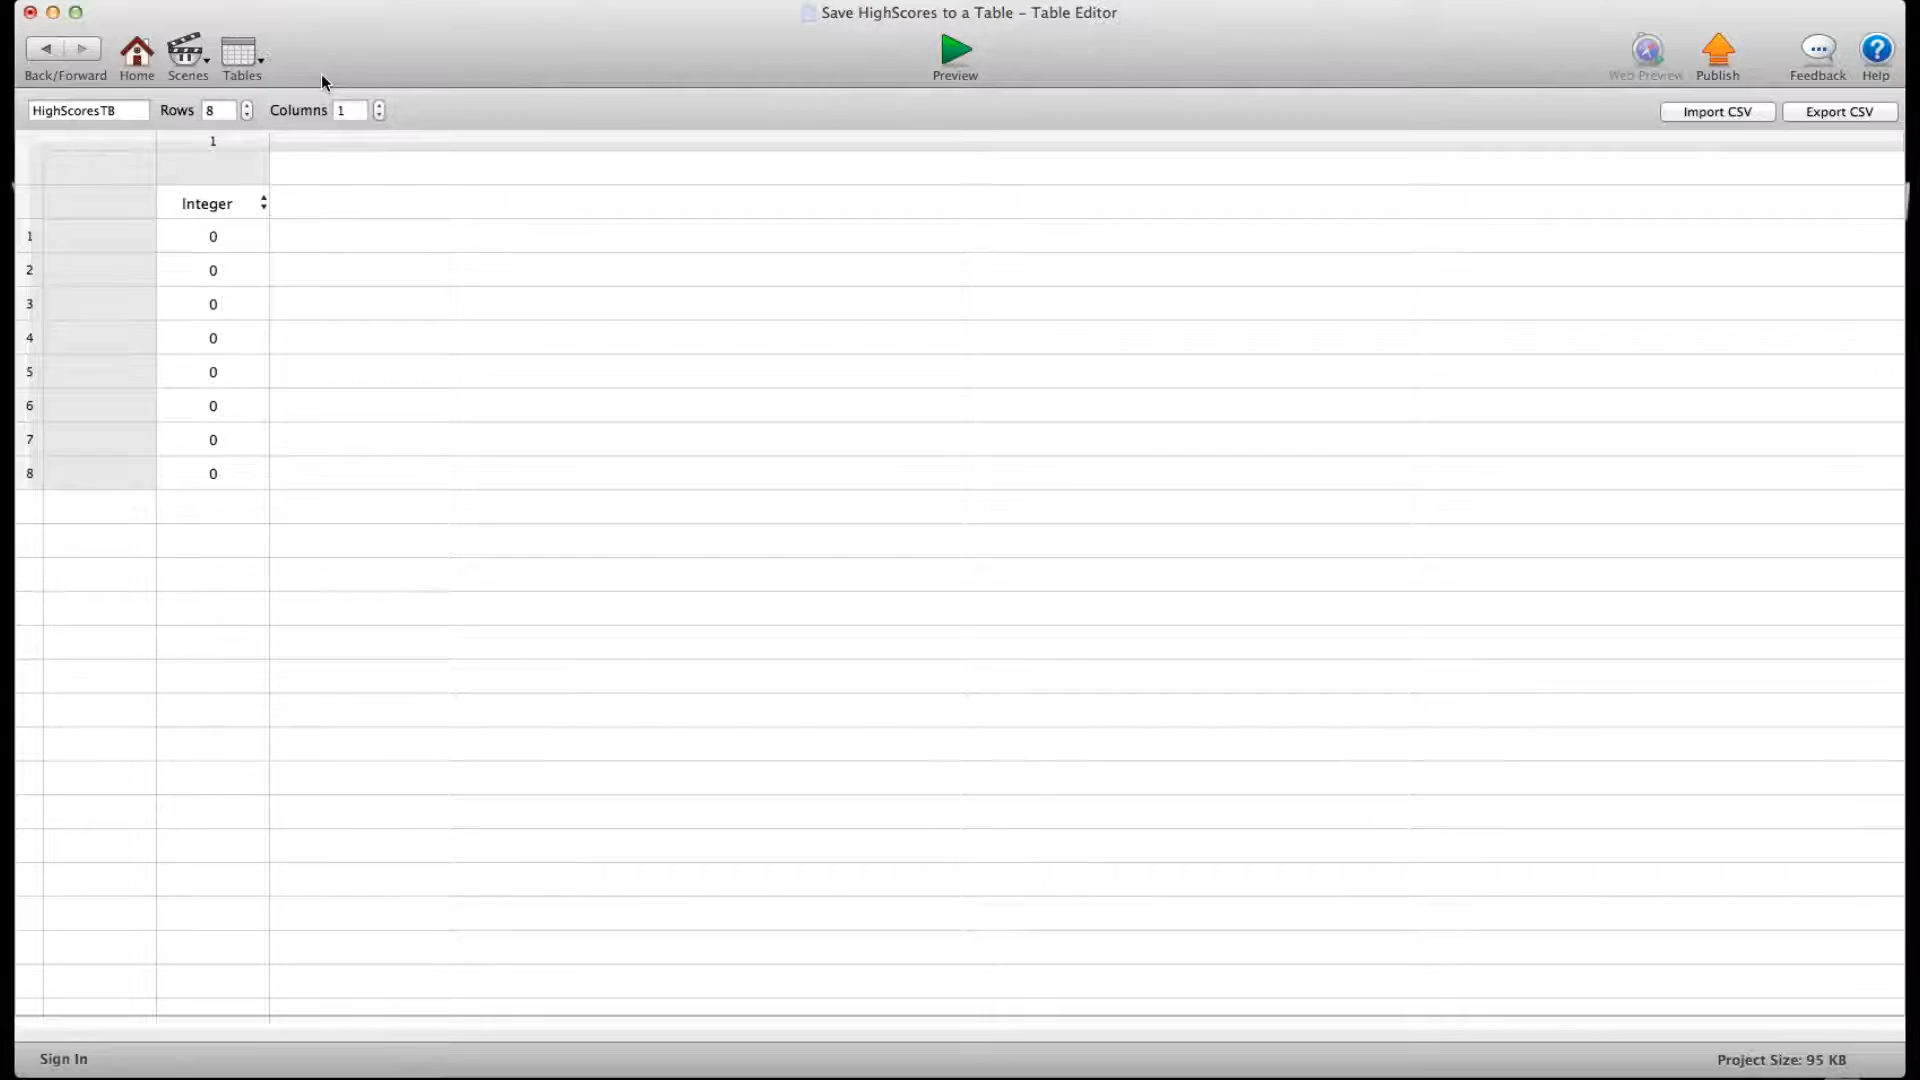 Save HighScores to a Table – Table Editor
Back/Forward Home Scenes Tables Preview Web Preview Publish Feedback Help
HighScoresTB Rows 8 Columns 1 Import CSV Export CSV
1
Integer
1 0
2 0
3 0
4 0
5 0
6 0
7 0
8 0
Sign In Project Size: 95 KB